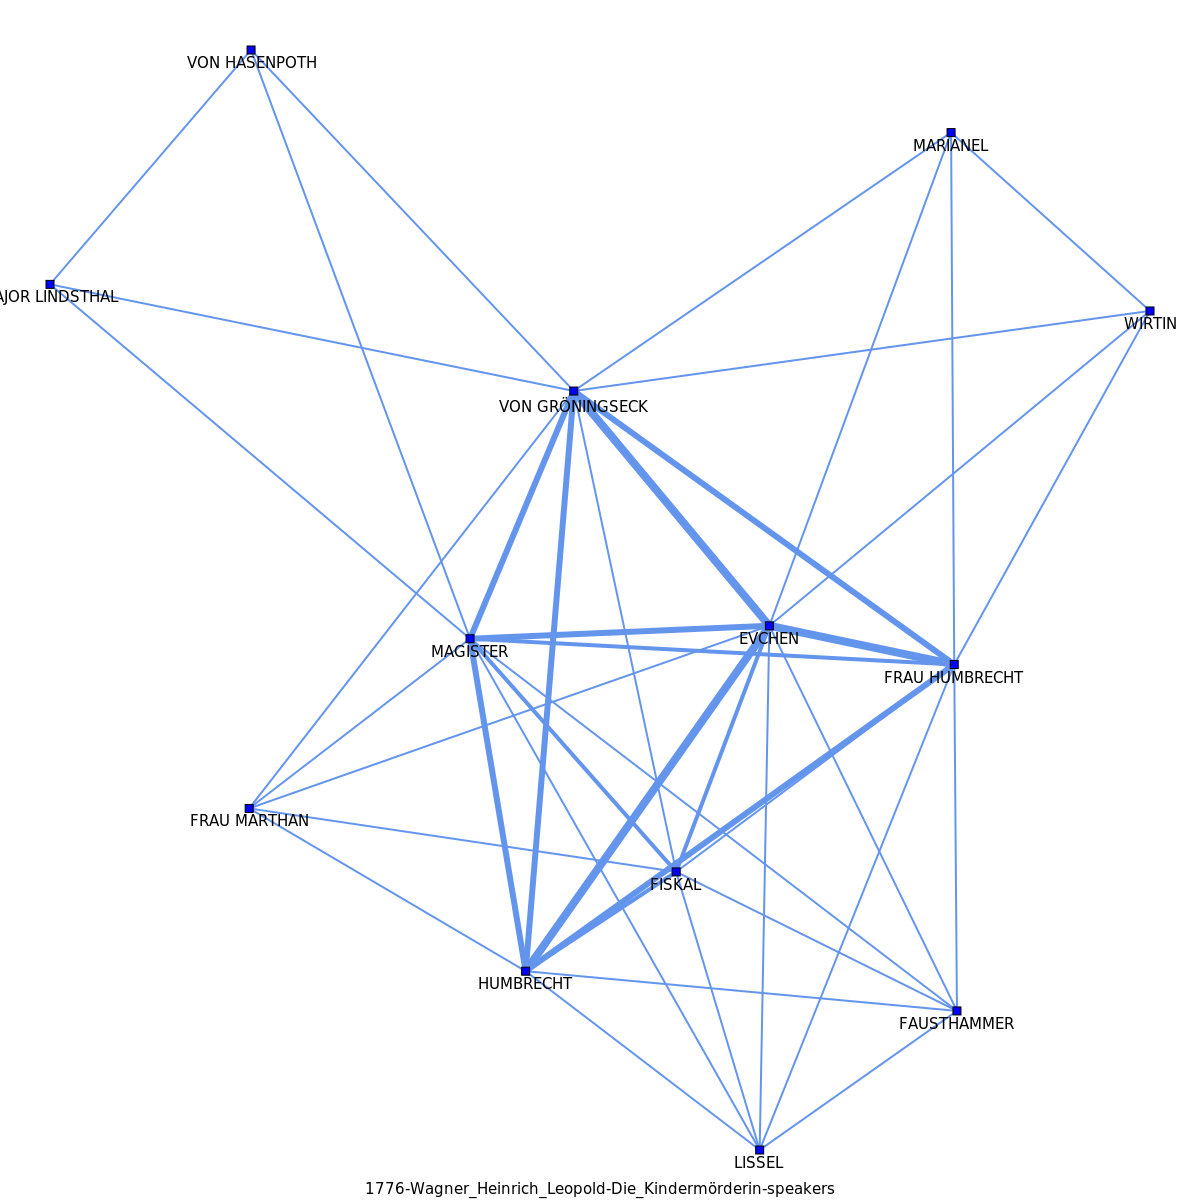 VON HASENPOTH
MARIANEL
AJOR LINDSTHAL
WIRTIN
VON GRÖNINGSECK
EVCHEN
MAGISTER
FRAU HUMBRECHT
FRAU MARTHAN
FISKAL
HUMBRECHT
FAUSTHAMMER
LISSEL
1776-Wagner_Heinrich_Leopold-Die_Kindermörderin-speakers